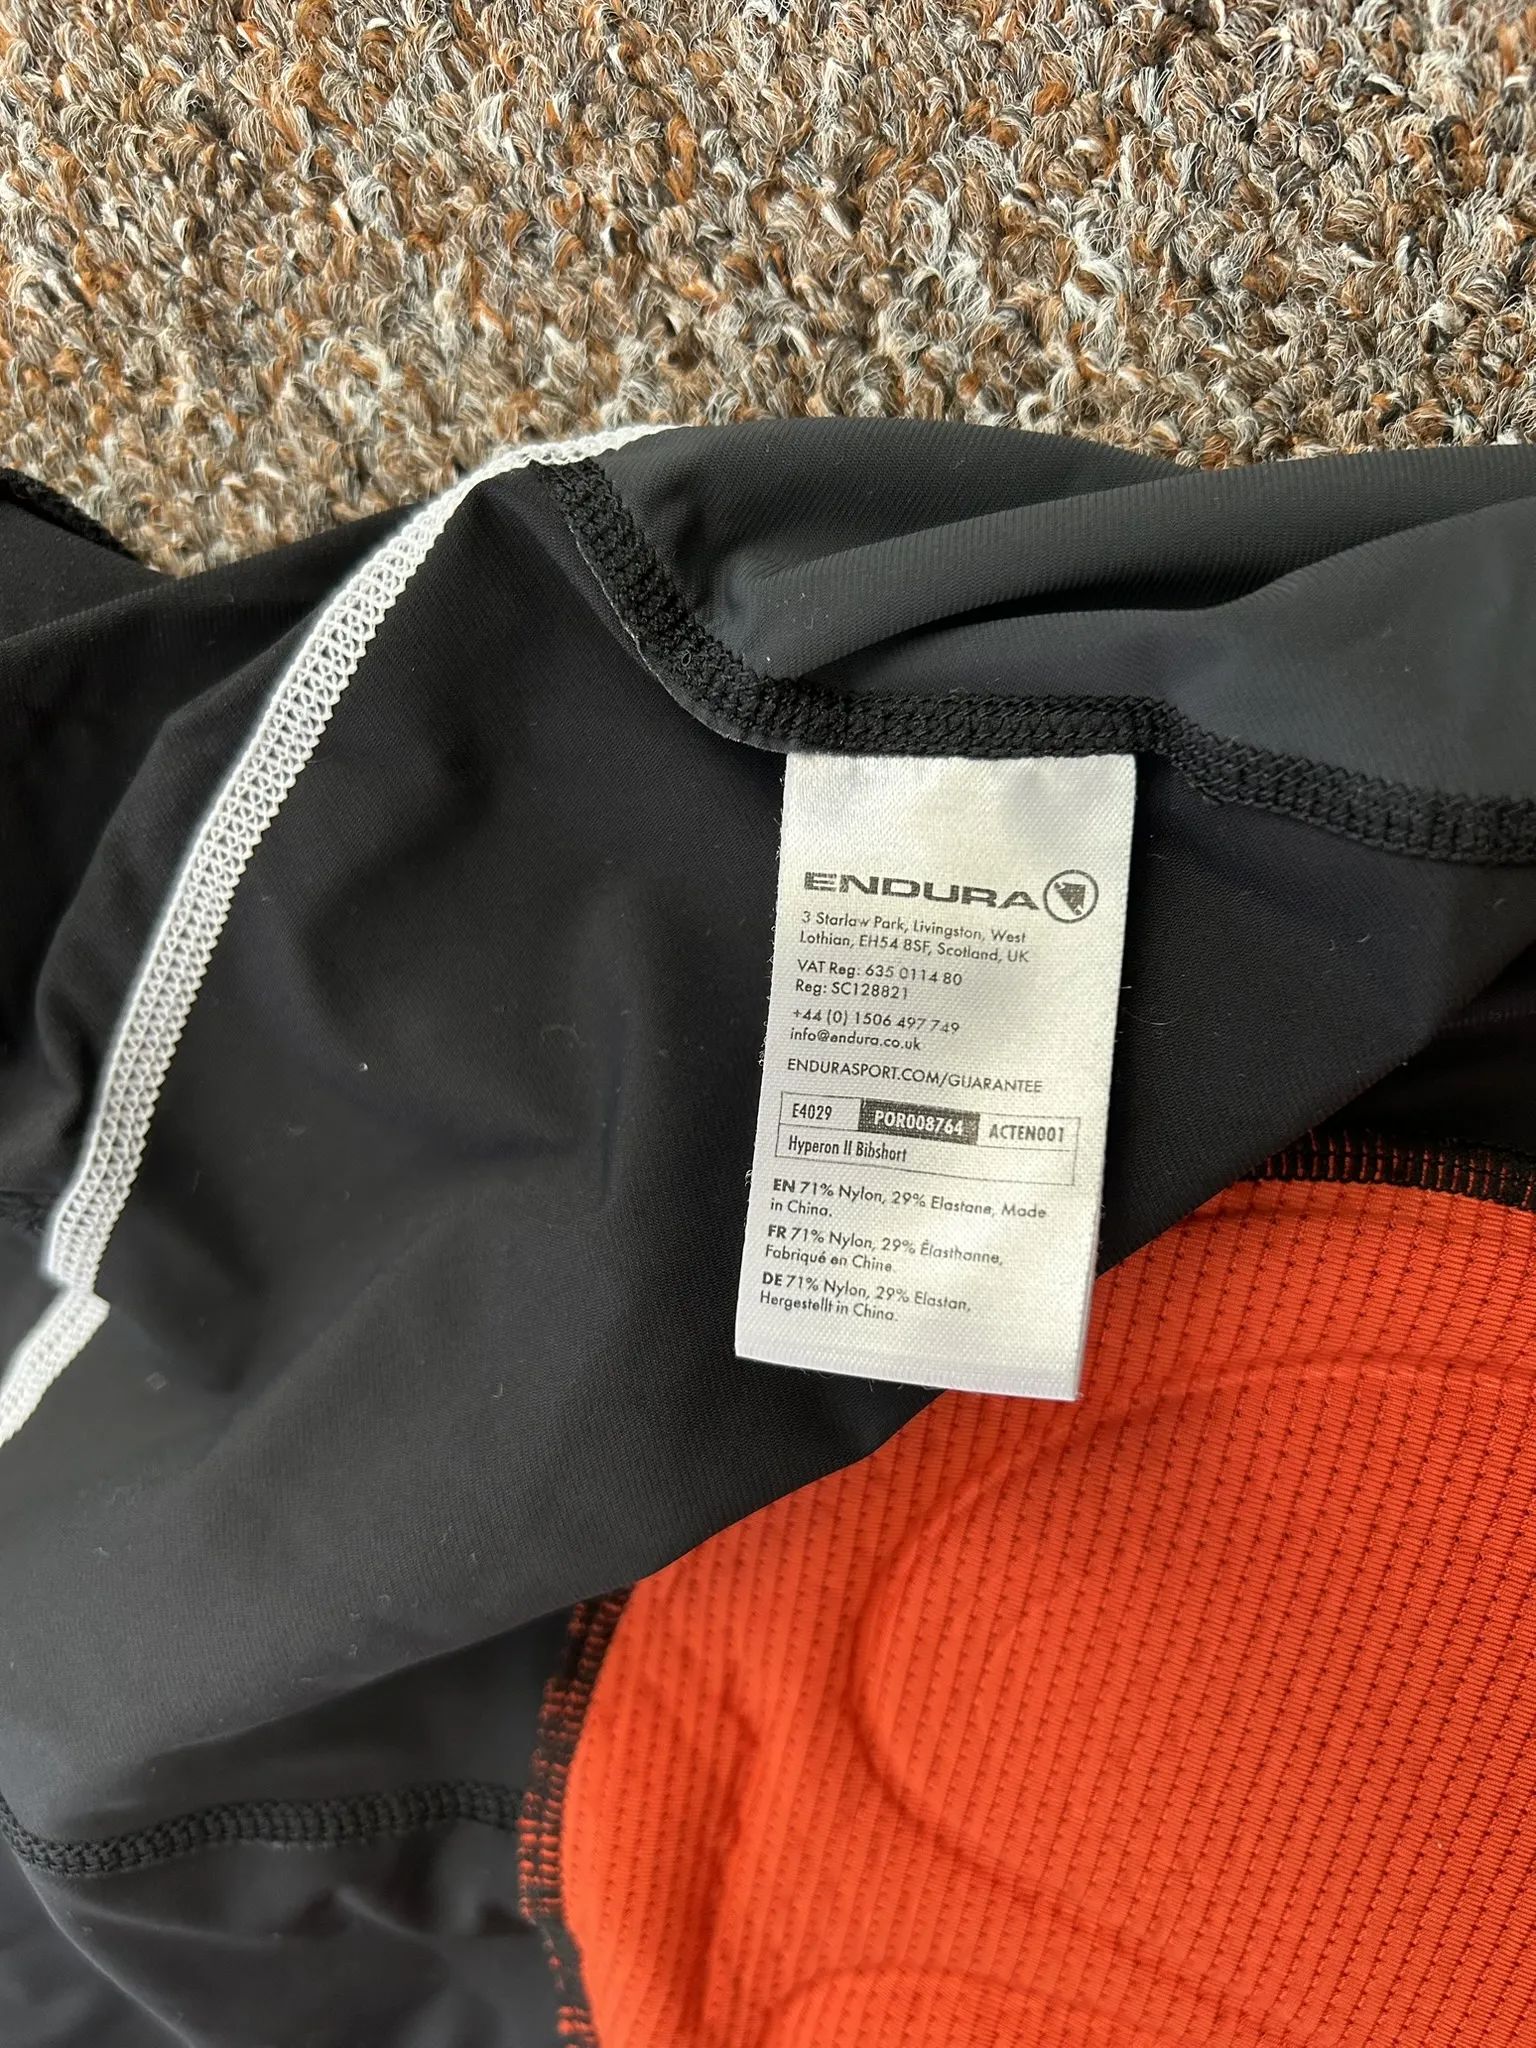 ENDURA
3 Starlaw Park, Livingston, West
Lothian, EH54 8SF, Scotland, UK
VAT Reg: 635 0114 80
Reg: SC128821
+44 (0) 1506 497 749
info@endura.co.uk
ENDURASPORT.COM/GUARANTEE
E4029 POR008764 ACTEN001
Hyperon II Bibshort
EN 71% Nylon, 29% Elastane, Made
in China.
FR 71% Nylon, 29% Élasthanne,
Fabriqué en Chine.
DE 71% Nylon, 29% Elastan,
Hergestellt in China.